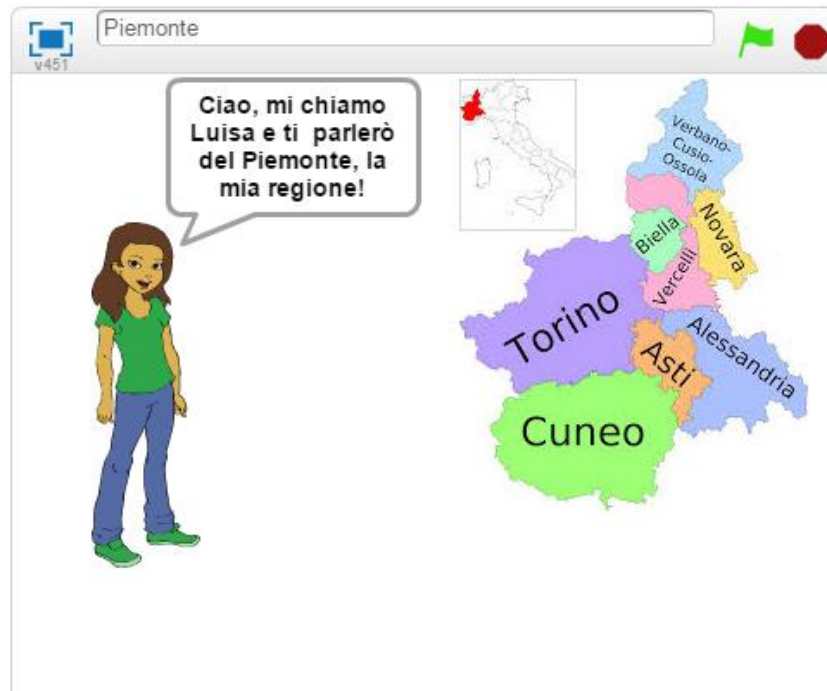 Piemonte
v451
Ciao, mi chiamo
Luisa e ti parlerò
del Piemonte, la
mia regione!
Verbano-
Cusio-
Ossola
Biella
Novara
Vercelli
Torino
Asti
Alessandria
Cuneo